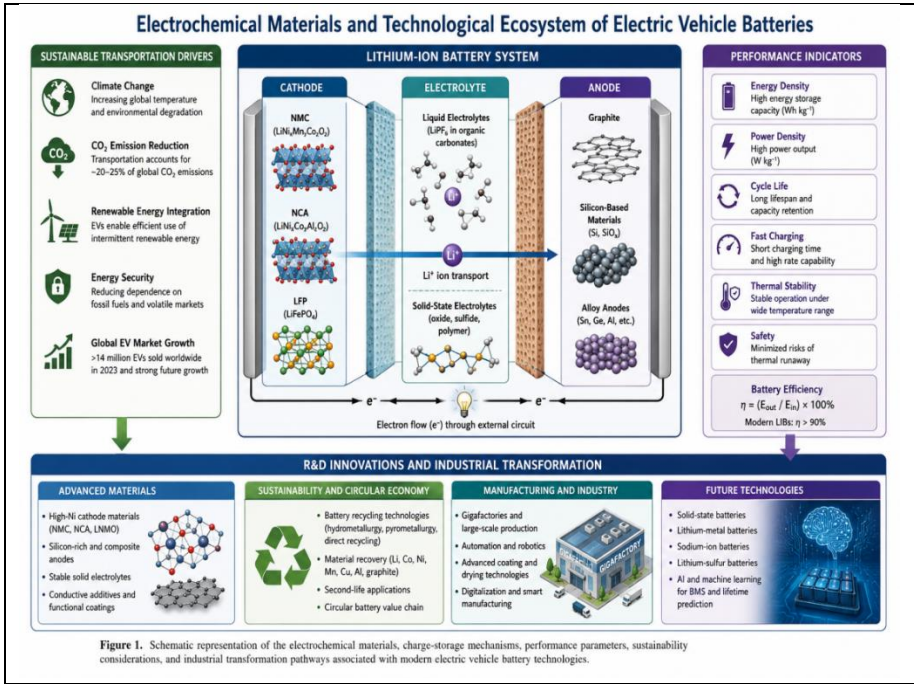 Electrochemical Materials and Technological Ecosystem of Electric Vehicle Batteries
SUSTAINABLE TRANSPORTATION DRIVERS
Climate Change
Increasing global temperature
and environmental degradation
CO₂
CO₂ Emission Reduction
Transportation accounts for
~20–25% of global CO₂ emissions
Renewable Energy Integration
EVs enable efficient use of
intermittent renewable energy
Energy Security
Reducing dependence on
fossil fuels and volatile markets
Global EV Market Growth
>14 million EVs sold worldwide
in 2023 and strong future growth
LITHIUM-ION BATTERY SYSTEM
CATHODE
NMC
(LiNiₓMnᵧCo₂O₂)
NCA
(LiNiₓCoᵧAl₂O₂)
LFP
(LiFePO₄)
ELECTROLYTE
Liquid Electrolytes
(LiPF₆ in organic
carbonates)
Li⁺
Li⁺
Li⁺ ion transport
Solid-State Electrolytes
(oxide, sulfide,
polymer)
ANODE
Graphite
Silicon-Based
Materials
(Si, SiOₓ)
Alloy Anodes
(Sn, Ge, Al, etc.)
e⁻
e⁻
Electron flow (e⁻) through external circuit
PERFORMANCE INDICATORS
Energy Density
High energy storage
capacity (Wh kg⁻¹)
Power Density
High power output
(W kg⁻¹)
Cycle Life
Long lifespan and
capacity retention
Fast Charging
Short charging time
and high rate capability
Thermal Stability
Stable operation under
wide temperature range
Safety
Minimized risks of
thermal runaway
Battery Efficiency
η = (E_out / E_in) × 100%
Modern LIBs: η > 90%
R&D INNOVATIONS AND INDUSTRIAL TRANSFORMATION
ADVANCED MATERIALS
• High-Ni cathode materials
(NMC, NCA, LNMO)
• Silicon-rich and composite
anodes
• Stable solid electrolytes
• Conductive additives and
functional coatings
SUSTAINABILITY AND CIRCULAR ECONOMY
• Battery recycling technologies
(hydrometallurgy, pyrometallurgy,
direct recycling)
• Material recovery (Li, Co, Ni,
Mn, Cu, Al, graphite)
• Second-life applications
• Circular battery value chain
MANUFACTURING AND INDUSTRY
• Gigafactories and
large-scale production
• Automation and robotics
• Advanced coating and
drying technologies
• Digitalization and smart
manufacturing
GIGAFACTORY
FUTURE TECHNOLOGIES
• Solid-state batteries
• Lithium-metal batteries
• Sodium-ion batteries
• Lithium-sulfur batteries
• AI and machine learning
for BMS and lifetime
prediction
Figure 1. Schematic representation of the electrochemical materials, charge-storage mechanisms, performance parameters, sustainability
considerations, and industrial transformation pathways associated with modern electric vehicle battery technologies.